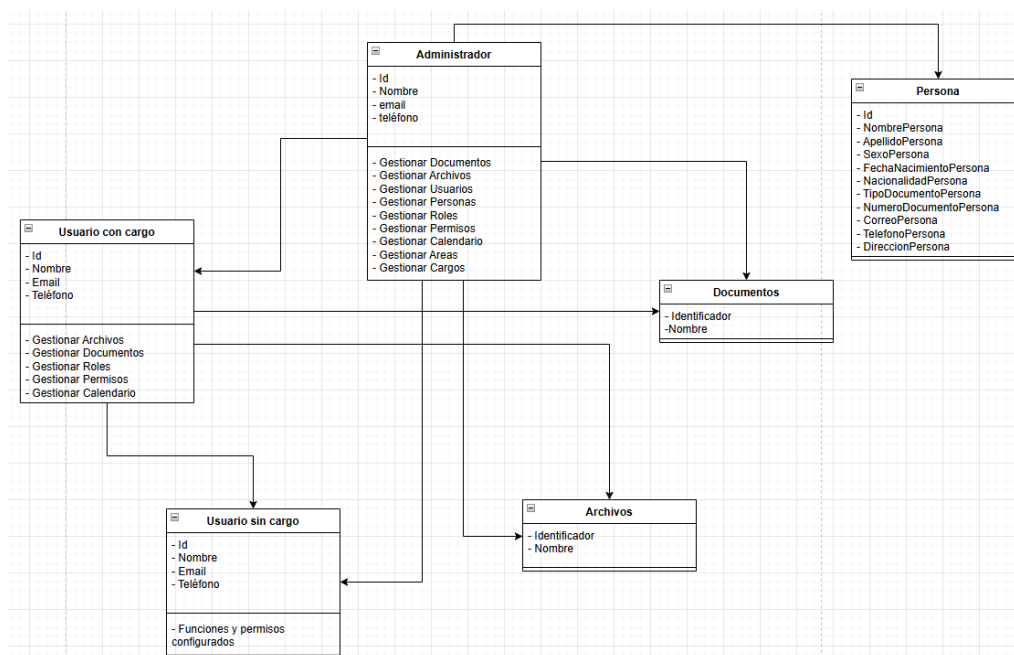 Administrador
- Id
- Nombre
- email
- teléfono
- Gestionar Documentos
- Gestionar Archivos
- Gestionar Usuarios
- Gestionar Personas
- Gestionar Roles
- Gestionar Permisos
- Gestionar Calendario
- Gestionar Areas
- Gestionar Cargos
Persona
- Id
- NombrePersona
- ApellidoPersona
- SexoPersona
- FechaNacimientoPersona
- NacionalidadPersona
- TipoDocumentoPersona
- NumeroDocumentoPersona
- CorreoPersona
- TelefonoPersona
- DireccionPersona
Usuario con cargo
- Id
- Nombre
- Email
- Teléfono
- Gestionar Archivos
- Gestionar Documentos
- Gestionar Roles
- Gestionar Permisos
- Gestionar Calendario
Documentos
- Identificador
-Nombre
Archivos
- Identificador
- Nombre
Usuario sin cargo
- Id
- Nombre
- Email
- Teléfono
- Funciones y permisos
configurados